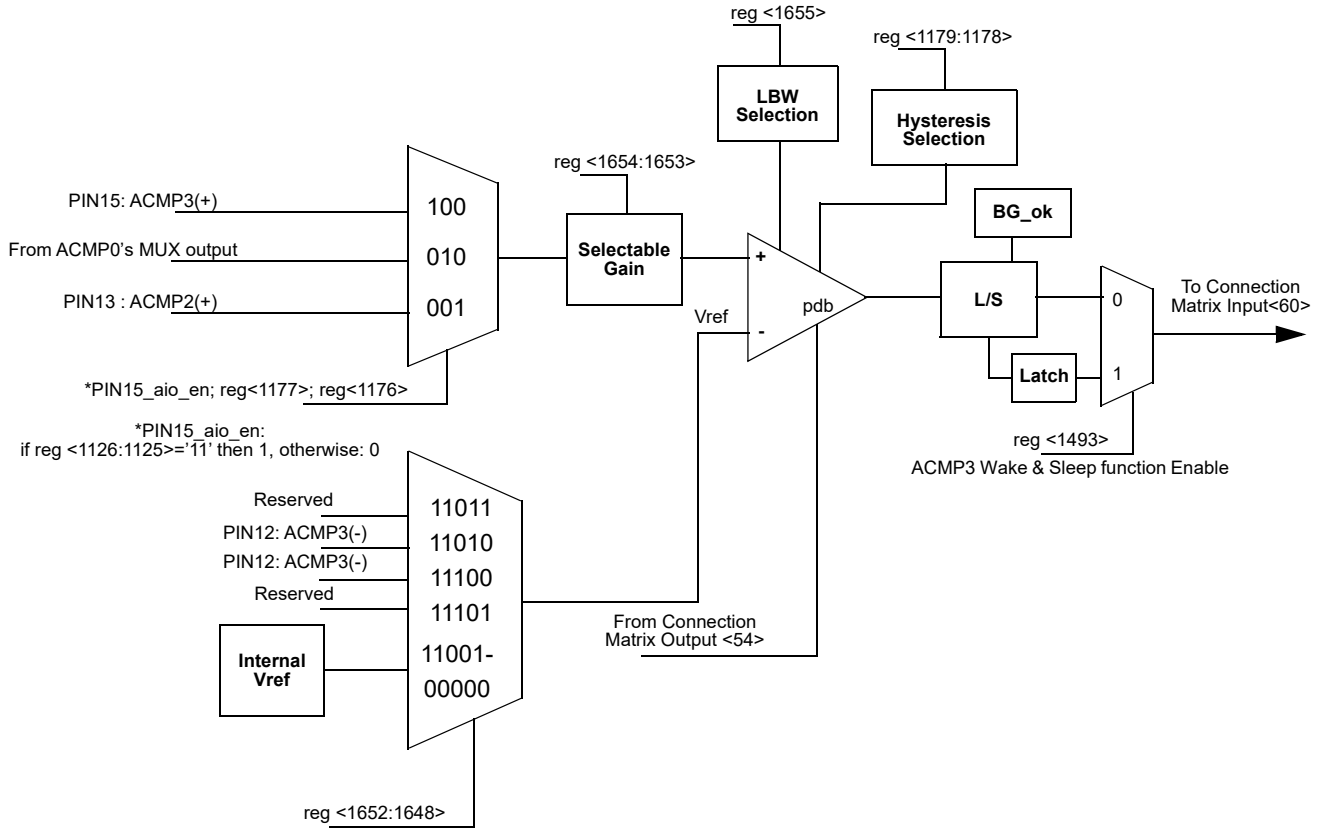 reg <1655>
LBW
Selection
reg <1179:1178>
Hysteresis
Selection
reg <1654:1653>
Selectable
Gain
PIN15: ACMP3(+)
From ACMP0's MUX output
PIN13 : ACMP2(+)
100
010
001
*PIN15_aio_en; reg<1177>; reg<1176>
*PIN15_aio_en:
if reg <1126:1125>='11' then 1, otherwise: 0
+
-
Vref
pdb
BG_ok
L/S
Latch
0
1
To Connection
Matrix Input<60>
reg <1493>
ACMP3 Wake & Sleep function Enable
Reserved
PIN12: ACMP3(-)
PIN12: ACMP3(-)
Reserved
Internal
Vref
11011
11010
11100
11101
11001-
00000
From Connection
Matrix Output <54>
reg <1652:1648>